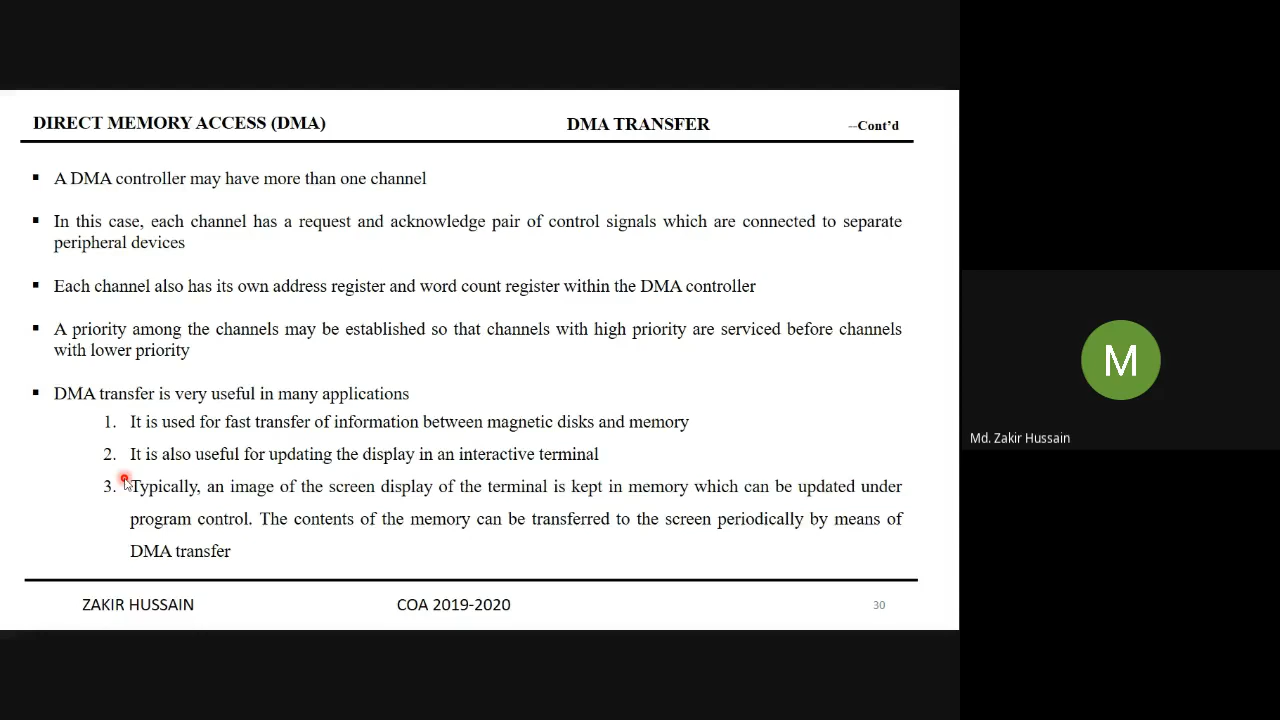 DIRECT MEMORY ACCESS (DMA)
DMA TRANSFER
--Cont'd
▪ A DMA controller may have more than one channel
▪ In this case, each channel has a request and acknowledge pair of control signals which are connected to separate
peripheral devices
▪ Each channel also has its own address register and word count register within the DMA controller
▪ A priority among the channels may be established so that channels with high priority are serviced before channels
with lower priority
▪ DMA transfer is very useful in many applications
1. It is used for fast transfer of information between magnetic disks and memory
2. It is also useful for updating the display in an interactive terminal
3. Typically, an image of the screen display of the terminal is kept in memory which can be updated under
program control. The contents of the memory can be transferred to the screen periodically by means of
DMA transfer
ZAKIR HUSSAIN
COA 2019-2020
30
M
Md. Zakir Hussain